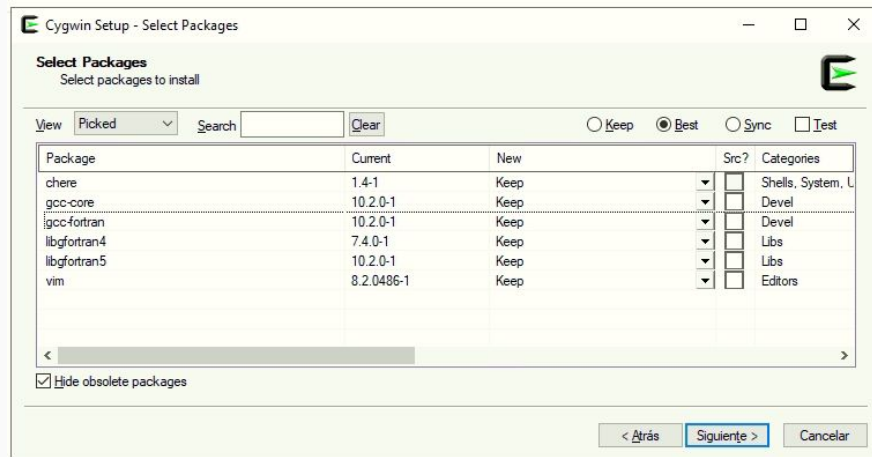 Cygwin Setup - Select Packages
Select Packages
Select packages to install
View Picked Search Clear Keep Best Sync Test
Package Current New Src? Categories
chere 1.4-1 Keep Shells, System, U
gcc-core 10.2.0-1 Keep Devel
gcc-fortran 10.2.0-1 Keep Devel
libgfortran4 7.4.0-1 Keep Libs
libgfortran5 10.2.0-1 Keep Libs
vim 8.2.0486-1 Keep Editors
Hide obsolete packages
< Atrás Siguiente > Cancelar